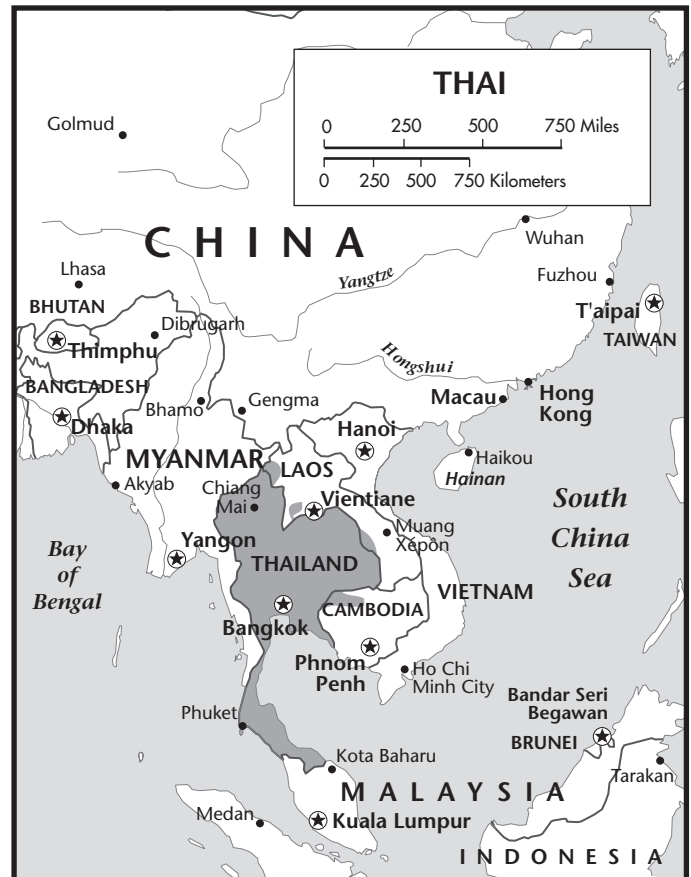 THAI
0 250 500 750 Miles
0 250 500 750 Kilometers
Golmud
CHINA
Wuhan
Yangtze
Lhasa
Fuzhou
BHUTAN
T'aipai
Dibrugarh
Thimphu
TAIWAN
Hongshui
BANGLADESH
Macau
Hong
Kong
Bhamo
Gengma
Dhaka
Hanoi
MYANMAR
LAOS
Haikou
Hainan
Akyab
Chiang
Mai
Vientiane
South
China
Sea
Muang
Xépôn
Yangon
Bay
of
Bengal
THAILAND
VIETNAM
CAMBODIA
Bangkok
Phnom
Penh
Ho Chi
Minh City
Bandar Seri
Begawan
Phuket
BRUNEI
Kota Baharu
Tarakan
MALAYSIA
Medan
Kuala Lumpur
INDONESIA